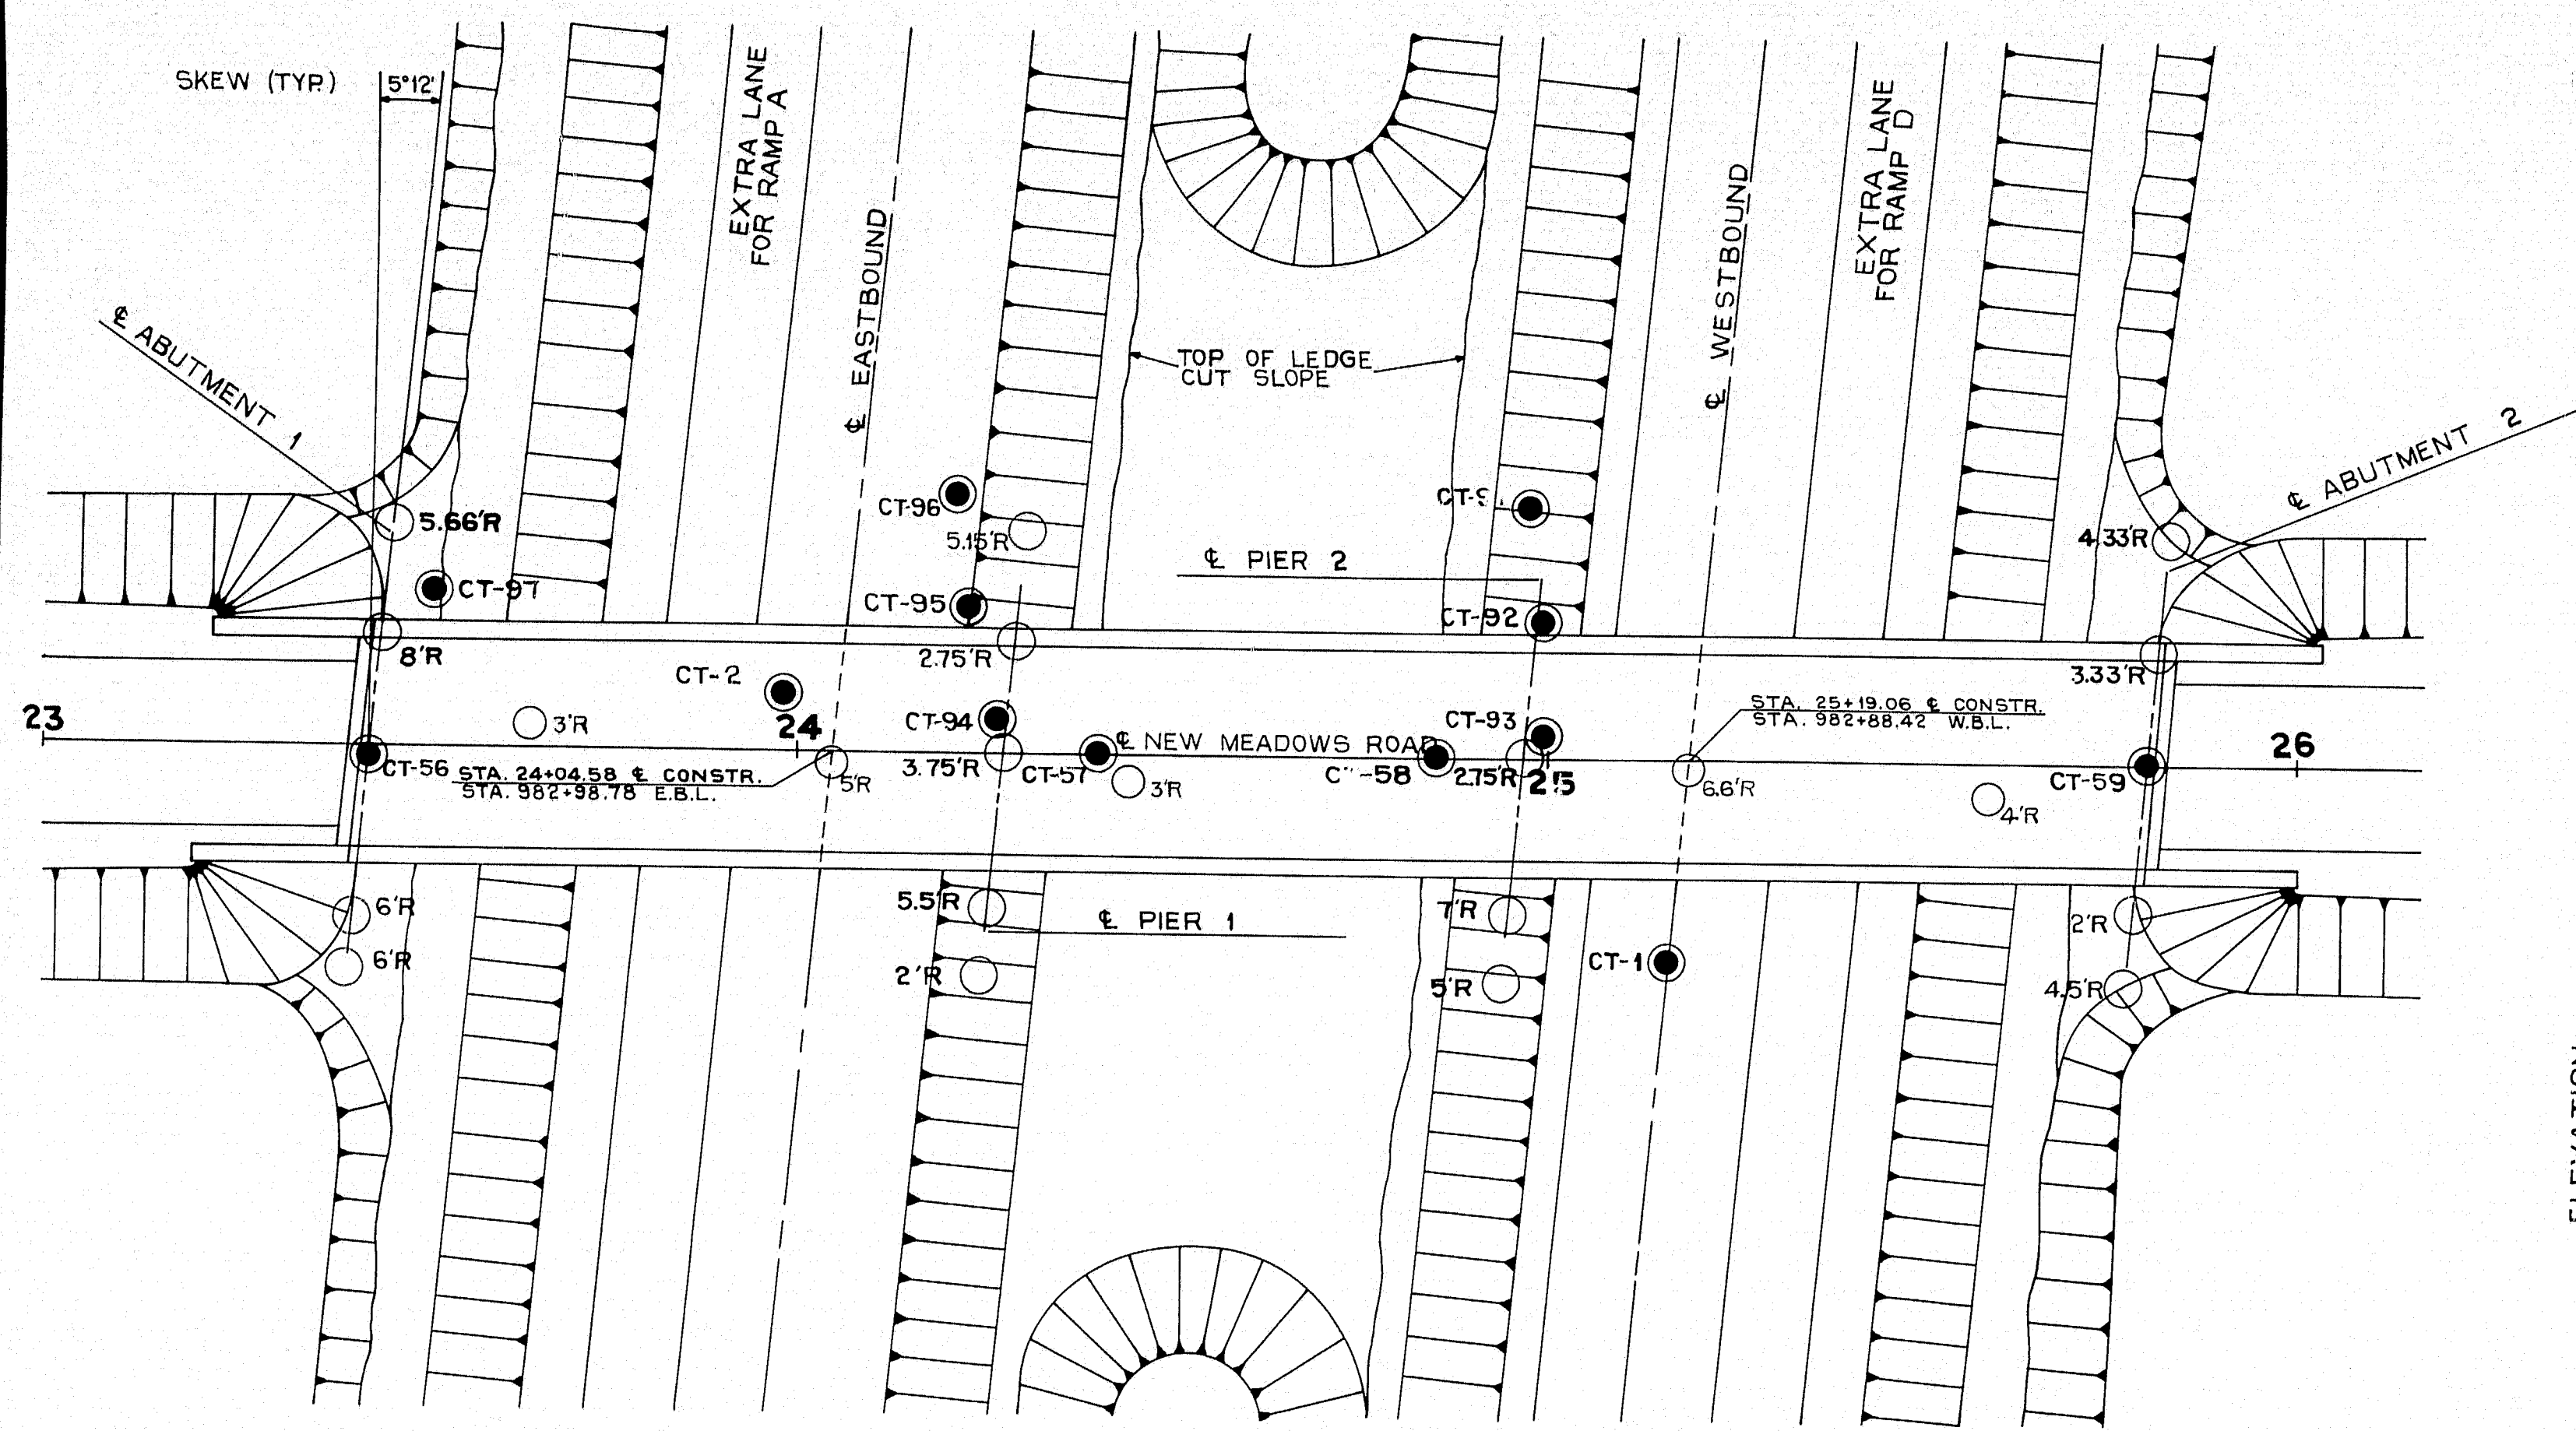 SKEW (TYP.)
5°12'
EXTRA LANE
FOR RAMP A
℄ EASTBOUND
℄ WESTBOUND
EXTRA LANE
FOR RAMP D
℄ ABUTMENT 1
℄ ABUTMENT 2
TOP OF LEDGE
CUT SLOPE
5.66'R
CT-96
5.15'R
4.33'R
℄ PIER 2
CT-97
CT-95
CT-92
8'R
2.75'R
3.33'R
CT-2
23
3'R
24
CT-94
℄ NEW MEADOWS ROAD
CT-93
STA. 25+19.06 ℄ CONSTR.
STA. 982+88.42 W.B.L.
26
CT-56
STA. 24+04.58 ℄ CONSTR.
STA. 982+98.78 E.B.L.
5'R
3.75'R
CT-57
3'R
-58
2.75'R
25
6.6'R
4'R
CT-59
6'R
5.5'R
℄ PIER 1
7'R
2'R
6'R
2'R
5'R
CT-1
4.5'R
ELEVATION